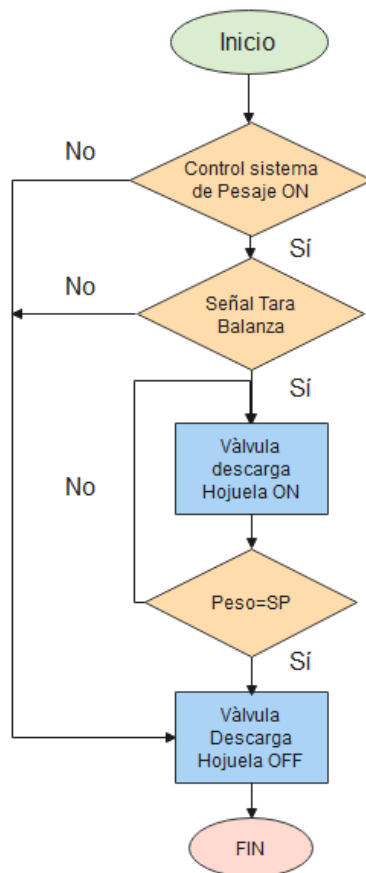 Inicio
No
Control sistema
de Pesaje ON
Sí
No
Señal Tara
Balanza
Sí
Vàlvula
descarga
Hojuela ON
No
Peso=SP
Sí
Vàlvula
Descarga
Hojuela OFF
FIN